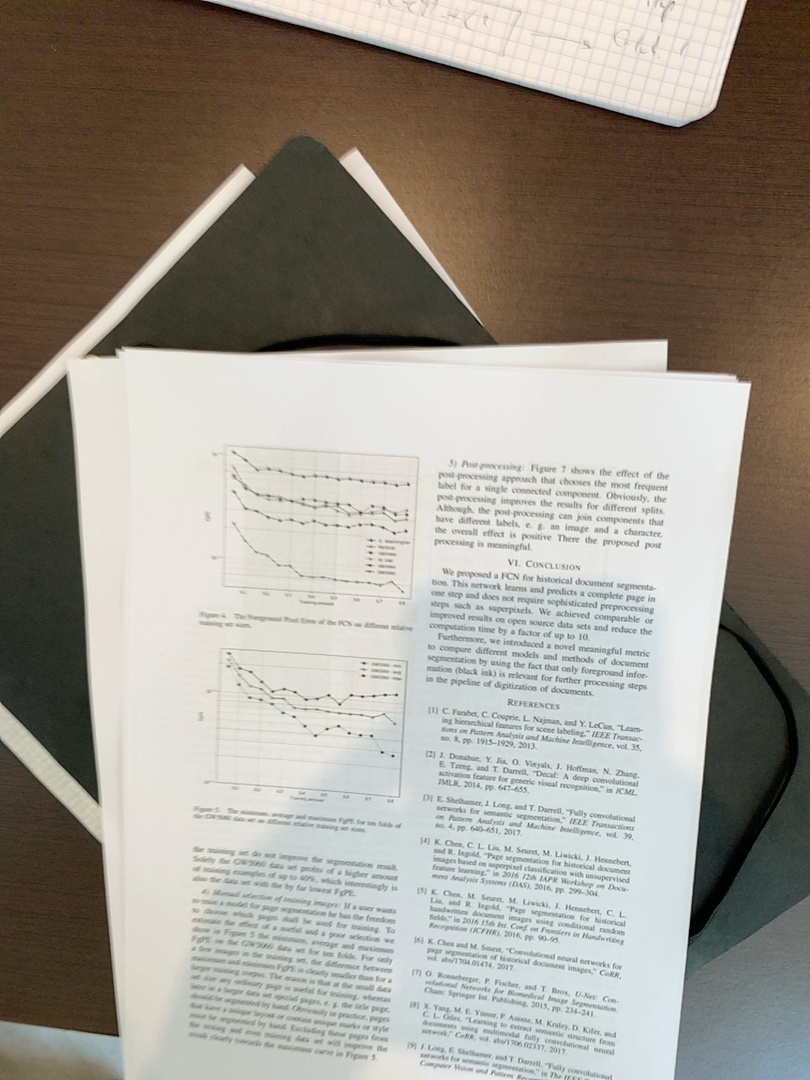 Figure 4. The Foreground Pixel Error of the FCN on different relative
training set sizes.
Figure 5. The minimum, average and maximum FgPE for ten folds of
the GW5060 data set on different relative training set sizes.
the training set do not improve the segmentation result.
Solely the GW5060 data set profits of a higher amount
of training examples of up to 40%, which interestingly is
also the data set with the by far lowest FgPE.
4) Manual selection of training images: If a user wants
to train a model for page segmentation he has the freedom
to choose which pages shall be used for training. To
estimate the effect of a useful and a poor selection we
show in Figure 5 the minimum, average and maximum
FgPE on the GW5060 data set for ten folds. For only
a few images in the training set, the difference between
maximum and minimum FgPE is clearly smaller than for a
larger training corpus. The reason is that at the small data
set size any ordinary page is useful for training, whereas
later in a larger data set special pages, e. g. the title page,
should be segmented by hand. Obviously in practice, pages
that have a unique layout or contain unique marks or style
must be segmented by hand. Excluding these pages from
the testing and even training data set will improve the
most clearly towards the maximum curve in Figure 5.
5) Post-processing: Figure 7 shows the effect of the
post-processing approach that chooses the most frequent
label for a single connected component. Obviously, the
post-processing improves the results for different splits.
Although, the post-processing can join components that
have different labels, e. g. an image and a character,
the overall effect is positive There the proposed post
processing is meaningful.
VI. CONCLUSION
We proposed a FCN for historical document segmenta-
tion. This network learns and predicts a complete page in
one step and does not require sophisticated preprocessing
steps such as superpixels. We achieved comparable or
improved results on open source data sets and reduce the
computation time by a factor of up to 10.
Furthermore, we introduced a novel meaningful metric
to compare different models and methods of document
segmentation by using the fact that only foreground infor-
mation (black ink) is relevant for further processing steps
in the pipeline of digitization of documents.
REFERENCES
[1] C. Farabet, C. Couprie, L. Najman, and Y. LeCun, “Learn-
ing hierarchical features for scene labeling,” IEEE Transac-
tions on Pattern Analysis and Machine Intelligence, vol. 35,
no. 8, pp. 1915–1929, 2013.
[2] J. Donahue, Y. Jia, O. Vinyals, J. Hoffman, N. Zhang,
E. Tzeng, and T. Darrell, “Decaf: A deep convolutional
activation feature for generic visual recognition,” in ICML.
JMLR, 2014, pp. 647–655.
[3] E. Shelhamer, J. Long, and T. Darrell, “Fully convolutional
networks for semantic segmentation,” IEEE Transactions
on Pattern Analysis and Machine Intelligence, vol. 39,
no. 4, pp. 640–651, 2017.
[4] K. Chen, C. L. Liu, M. Seuret, M. Liwicki, J. Hennebert,
and R. Ingold, “Page segmentation for historical document
images based on superpixel classification with unsupervised
feature learning,” in 2016 12th IAPR Workshop on Docu-
ment Analysis Systems (DAS), 2016, pp. 299–304.
[5] K. Chen, M. Seuret, M. Liwicki, J. Hennebert, C. L.
Liu, and R. Ingold, “Page segmentation for historical
handwritten document images using conditional random
fields,” in 2016 15th Int. Conf. on Frontiers in Handwriting
Recognition (ICFHR), 2016, pp. 90–95.
[6] K. Chen and M. Seuret, “Convolutional neural networks for
page segmentation of historical document images,” CoRR,
vol. abs/1704.01474, 2017.
[7] O. Ronneberger, P. Fischer, and T. Brox, U-Net: Con-
volutional Networks for Biomedical Image Segmentation.
Cham: Springer Int. Publishing, 2015, pp. 234–241.
[8] X. Yang, M. E. Yümer, P. Asente, M. Kraley, D. Kifer, and
C. L. Giles, “Learning to extract semantic structure from
documents using multimodal fully convolutional neural
network,” CoRR, vol. abs/1706.02337, 2017.
[9] J. Long, E. Shelhamer, and T. Darrell, “Fully convolutional
networks for semantic segmentation,” in The IEEE
Computer Vision and Pattern